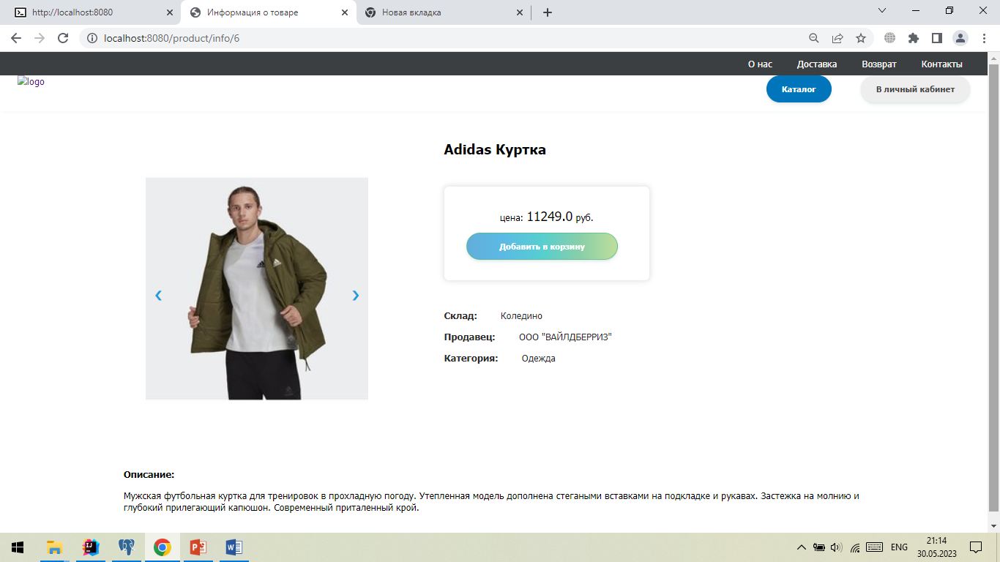 http://localhost:8080
Информация о товаре
Новая вкладка
localhost:8080/product/info/6
О нас Доставка Возврат Контакты
logo
Каталог
В личный кабинет
Adidas Куртка
цена: 11249.0 руб.
Добавить в корзину
Склад: Коледино
Продавец: ООО "ВАЙЛДБЕРРИЗ"
Категория: Одежда
Описание:
Мужская футбольная куртка для тренировок в прохладную погоду. Утепленная модель дополнена стегаными вставками на подкладке и рукавах. Застежка на молнию и
глубокий прилегающий капюшон. Современный приталенный крой.
ENG
21:14
30.05.2023